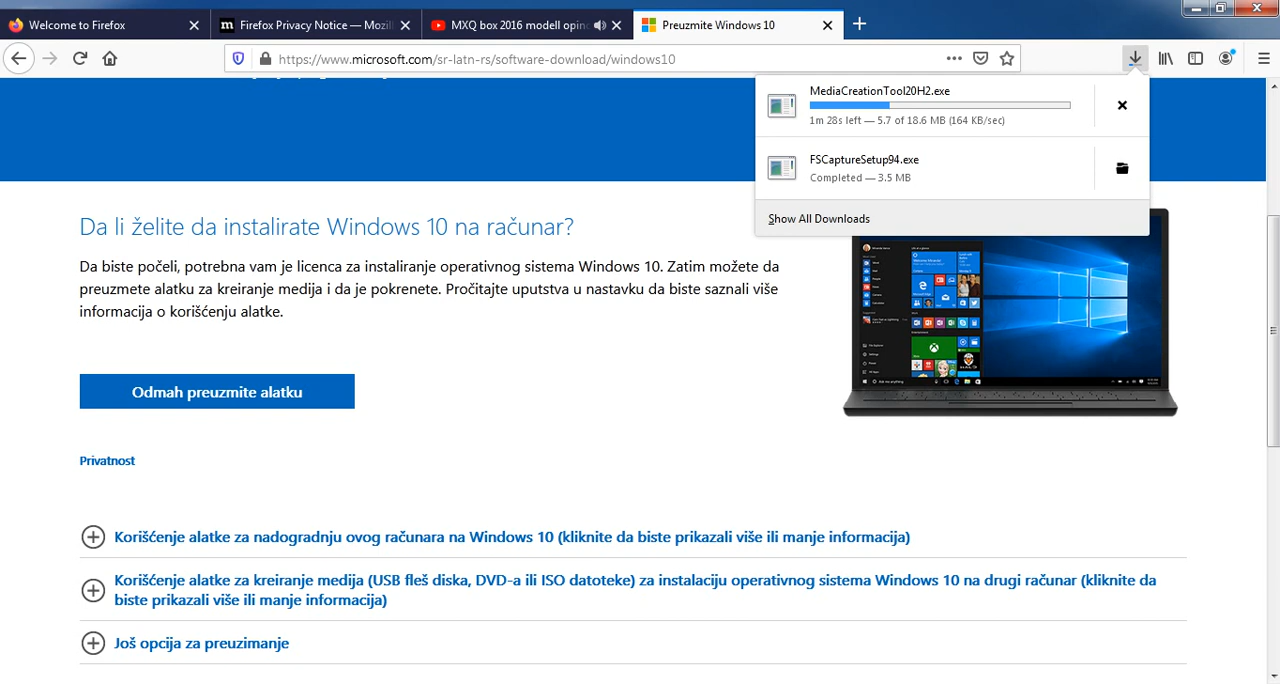 Welcome to Firefox
Firefox Privacy Notice — Mozil
MXQ box 2016 modell opin
Preuzmite Windows 10
https://www.microsoft.com/sr-latn-rs/software-download/windows10
MediaCreationTool20H2.exe
1m 28s left — 5.7 of 18.6 MB (164 KB/sec)
FSCaptureSetup94.exe
Completed — 3.5 MB
Show All Downloads
Da li želite da instalirate Windows 10 na računar?
Da biste počeli, potrebna vam je licenca za instaliranje operativnog sistema Windows 10. Zatim možete da
preuzmete alatku za kreiranje medija i da je pokrenete. Pročitajte uputstva u nastavku da biste saznali više
informacija o korišćenju alatke.
Odmah preuzmite alatku
Privatnost
Korišćenje alatke za nadogradnju ovog računara na Windows 10 (kliknite da biste prikazali više ili manje informacija)
Korišćenje alatke za kreiranje medija (USB fleš diska, DVD-a ili ISO datoteke) za instalaciju operativnog sistema Windows 10 na drugi računar (kliknite da
biste prikazali više ili manje informacija)
Još opcija za preuzimanje